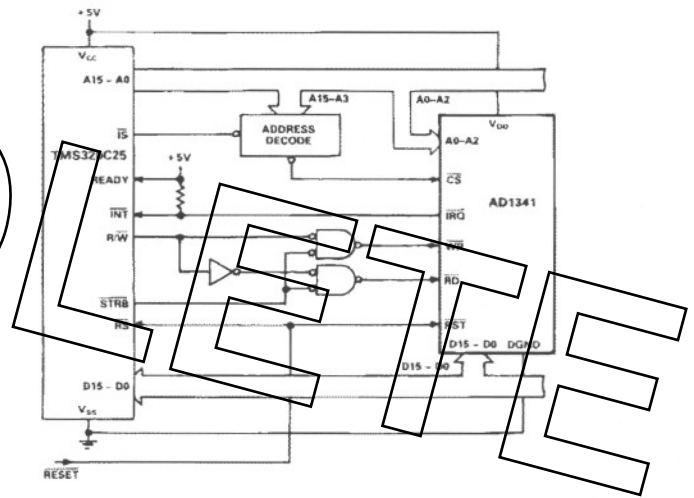 +5V
VCC
A15 - A0
A15-A3
A0-A2
VDD
IS
ADDRESS
DECODE
A0-A2
TMS320C25
+5V
READY
CS
AD1341
INT
IRQ
R/W
WR
RD
STRB
RS
RST
D15 - D0
DGND
D15 - D0
D15 - D0
VSS
RESET
LETE